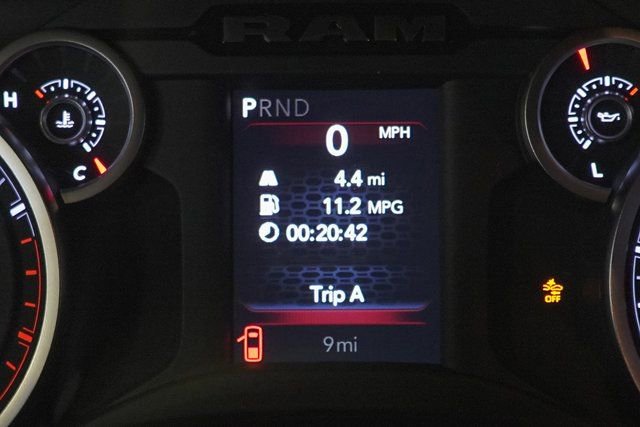 RAM
H
PRND
0 MPH
4.4 mi
11.2 MPG
C
L
00:20:42
Trip A
OFF
9mi